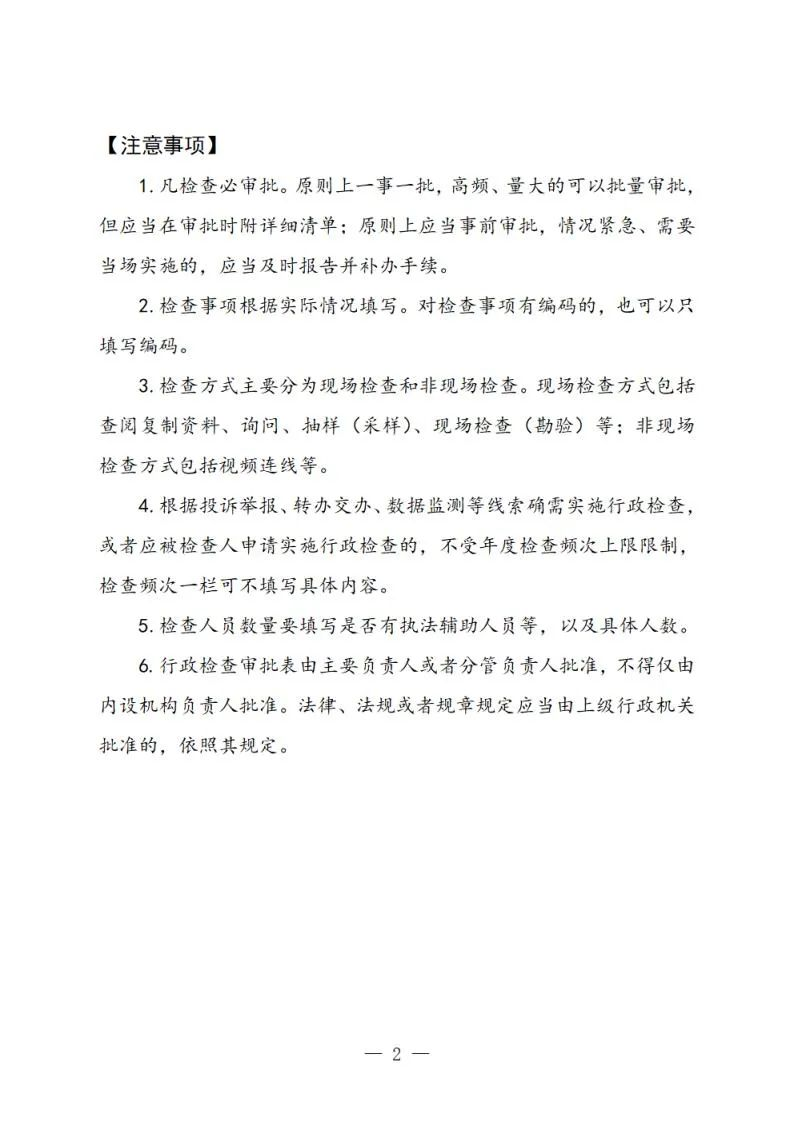 【注意事项】
1.凡检查必审批。原则上一事一批，高频、量大的可以批量审批，
但应当在审批时附详细清单；原则上应当事前审批，情况紧急、需要
当场实施的，应当及时报告并补办手续。
2.检查事项根据实际情况填写。对检查事项有编码的，也可以只
填写编码。
3.检查方式主要分为现场检查和非现场检查。现场检查方式包括
查阅复制资料、询问、抽样（采样）、现场检查（勘验）等；非现场
检查方式包括视频连线等。
4.根据投诉举报、转办交办、数据监测等线索确需实施行政检查，
或者应被检查人申请实施行政检查的，不受年度检查频次上限限制，
检查频次一栏可不填写具体内容。
5.检查人员数量要填写是否有执法辅助人员等，以及具体人数。
6.行政检查审批表由主要负责人或者分管负责人批准，不得仅由
内设机构负责人批准。法律、法规或者规章规定应当由上级行政机关
批准的，依照其规定。
— 2 —